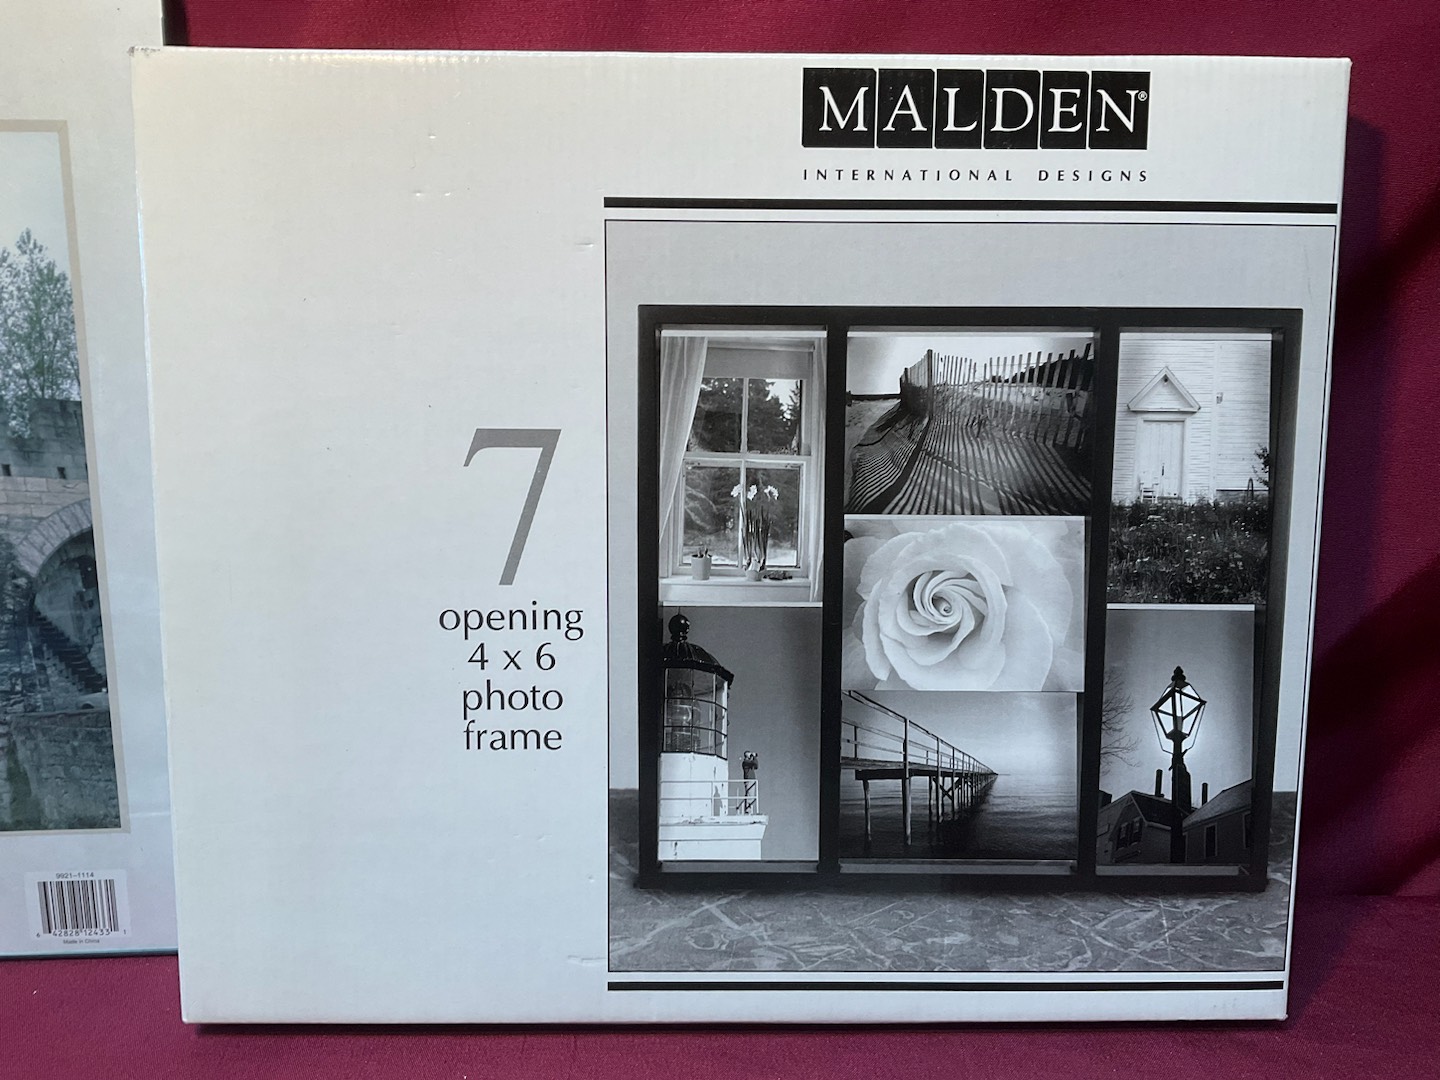 MALDEN®
INTERNATIONAL DESIGNS
7
opening
4 x 6
photo
frame
9921-1114
6 42828 12433 1
Made in China